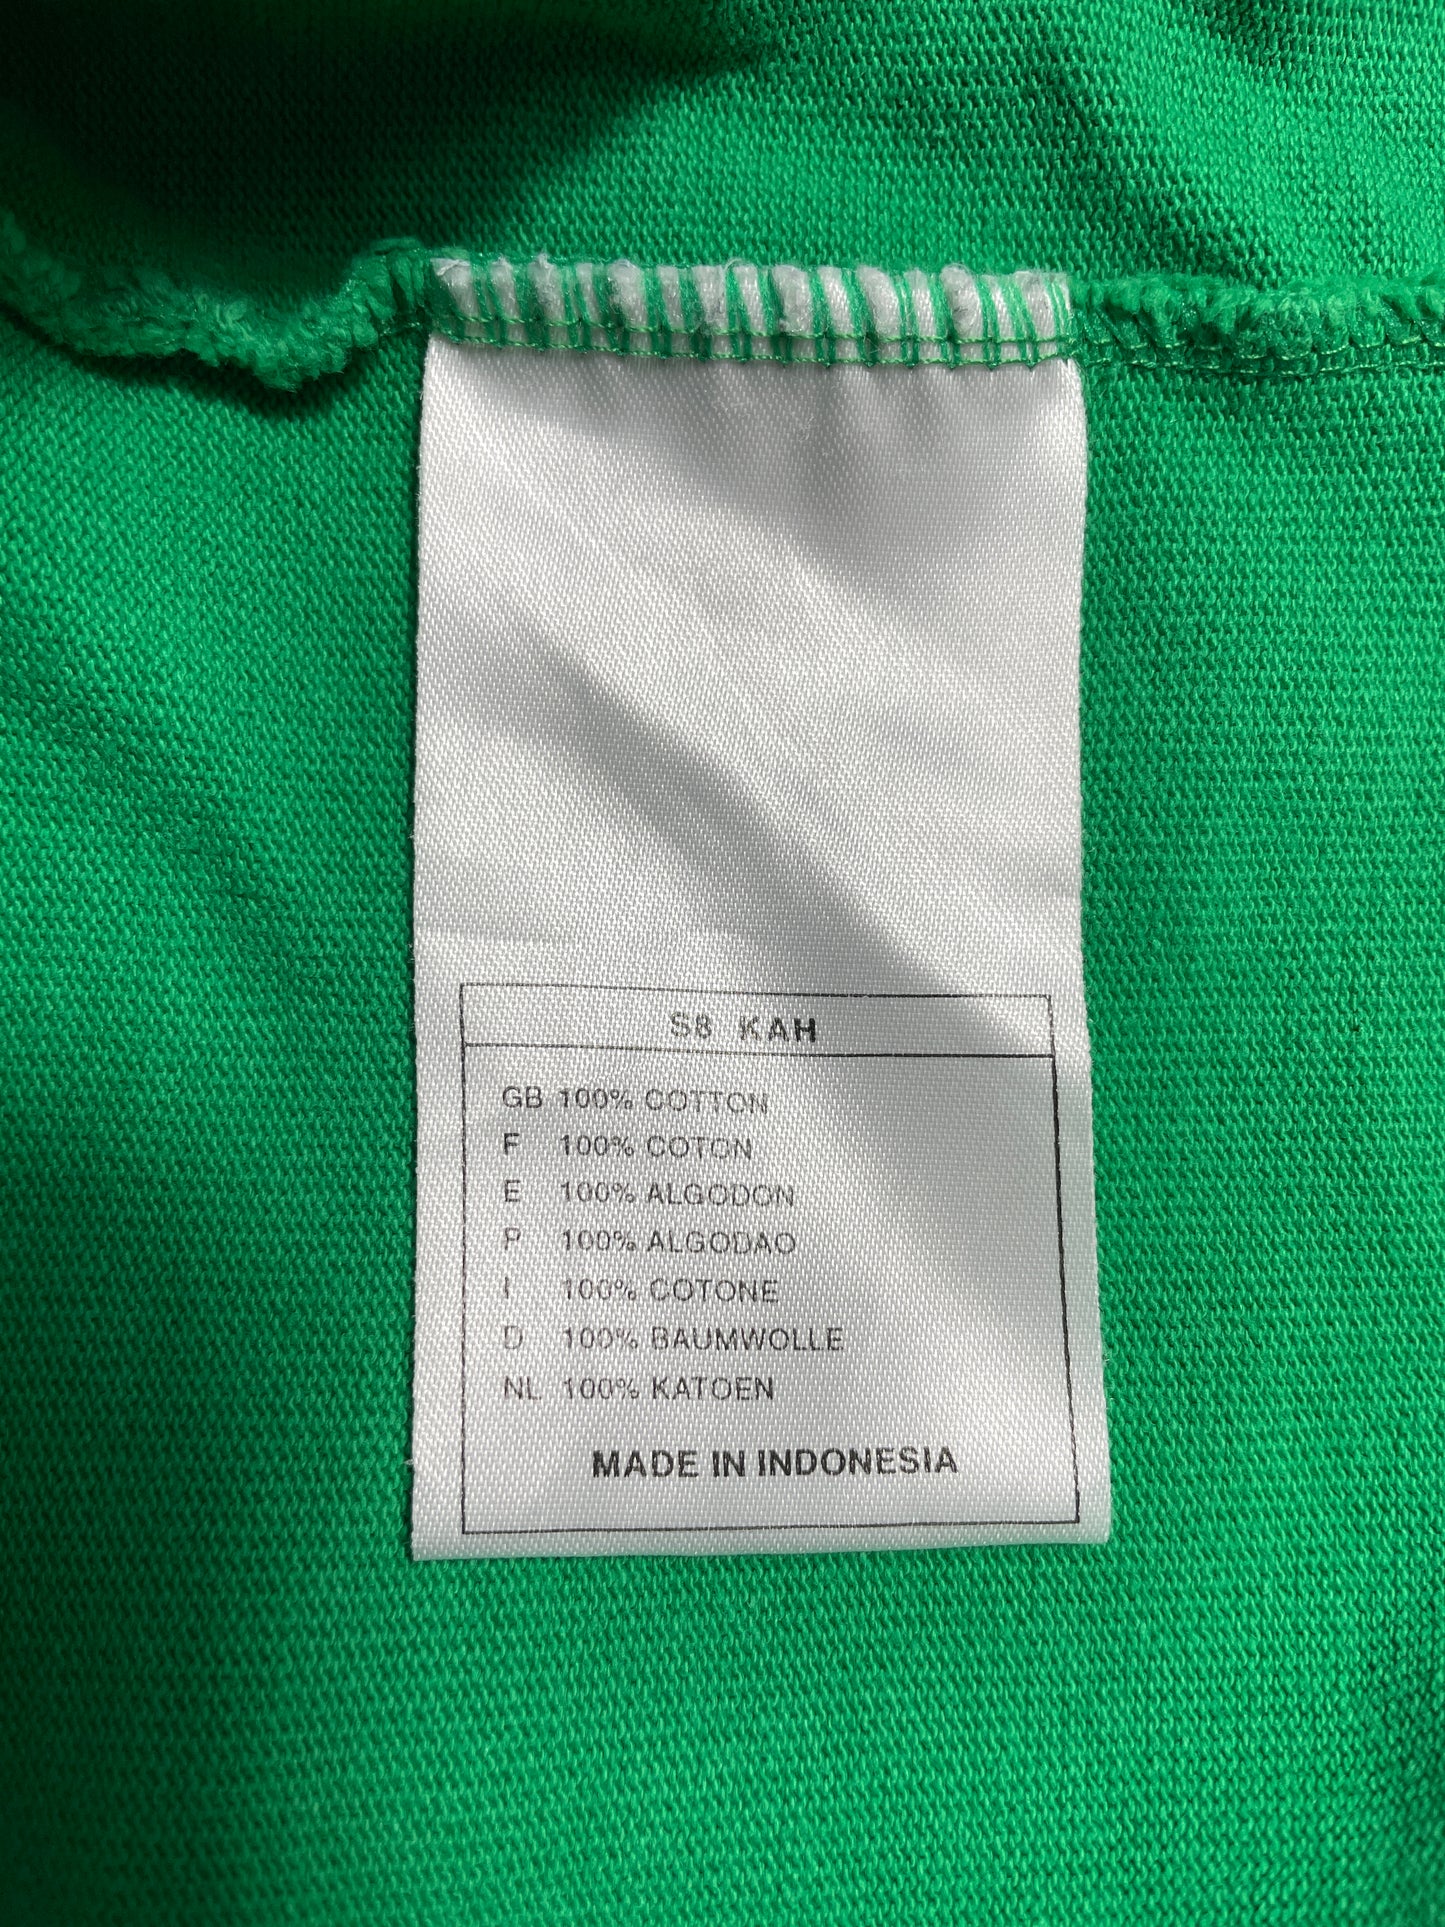 S8 KAH
GB 100% COTTON
F 100% COTON
E 100% ALGODON
P 100% ALGODAO
I 100% COTONE
D 100% BAUMWOLLE
NL 100% KATOEN
MADE IN INDONESIA